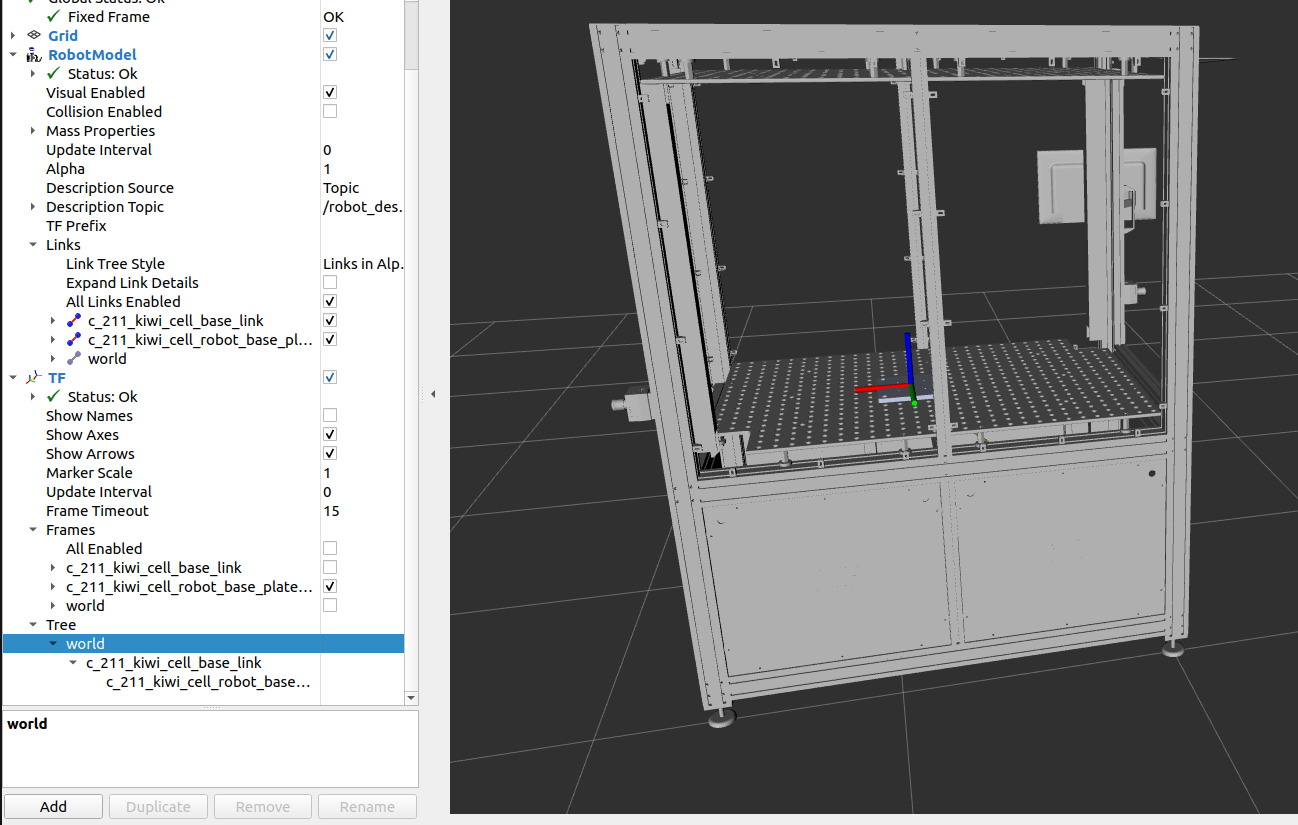 Global Status: Ok
Fixed Frame OK
Grid
RobotModel
Status: Ok
Visual Enabled
Collision Enabled
Mass Properties
Update Interval 0
Alpha 1
Description Source Topic
Description Topic /robot_des.
TF Prefix
Links
Link Tree Style Links in Alp.
Expand Link Details
All Links Enabled
c_211_kiwi_cell_base_link
c_211_kiwi_cell_robot_base_pl...
world
TF
Status: Ok
Show Names
Show Axes
Show Arrows
Marker Scale 1
Update Interval 0
Frame Timeout 15
Frames
All Enabled
c_211_kiwi_cell_base_link
c_211_kiwi_cell_robot_base_plate...
world
Tree
world
c_211_kiwi_cell_base_link
c_211_kiwi_cell_robot_base...
world
Add Duplicate Remove Rename